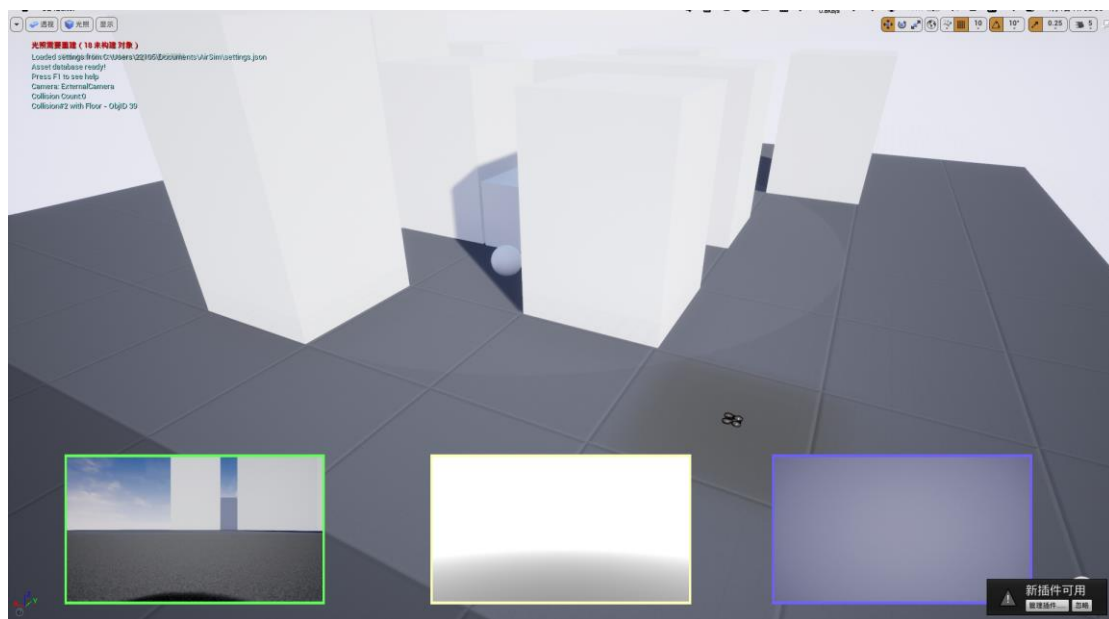 透视 光照 显示
10 10° 0.25 5
光照需要重建（18 未构建 对象）
Loaded settings from C:\Users\22105\Documents\AirSim\settings.json
Asset database ready!
Press F1 to see help
Camera: ExternalCamera
Collision Count:0
Collision#2 with Floor - ObjID 39
新插件可用
管理插件... 忽略